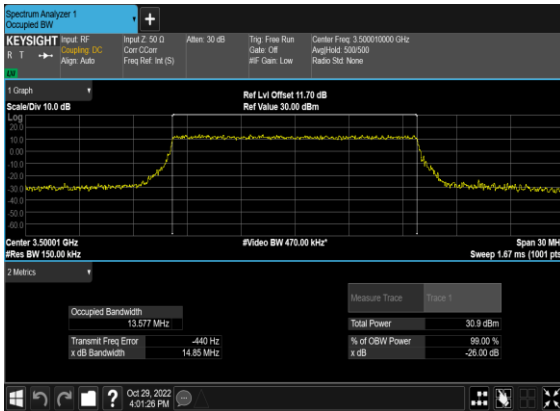 Spectrum Analyzer 1
Occupied BW
+
KEYSIGHT
R T
LXI
Input: RF
Coupling: DC
Align: Auto
Input Z: 50 Ω
Corr CCorr
Freq Ref: Int (S)
Atten: 30 dB
Trig: Free Run
Gate: Off
#IF Gain: Low
Center Freq: 3.500010000 GHz
Avg|Hold: 500/500
Radio Std: None
1 Graph
Scale/Div 10.0 dB
Ref Lvl Offset 11.70 dB
Ref Value 30.00 dBm
Log
20.0
10.0
0.00
-10.0
-20.0
-30.0
-40.0
-50.0
-60.0
Center 3.50001 GHz
#Res BW 150.00 kHz
#Video BW 470.00 kHz*
Span 30 MH
Sweep 1.67 ms (1001 pts
2 Metrics
Measure Trace
Trace 1
Occupied Bandwidth
13.577 MHz
Total Power
30.9 dBm
Transmit Freq Error
-440 Hz
% of OBW Power
99.00 %
x dB Bandwidth
14.85 MHz
x dB
-26.00 dB
?
Oct 29, 2022
4:01:26 PM